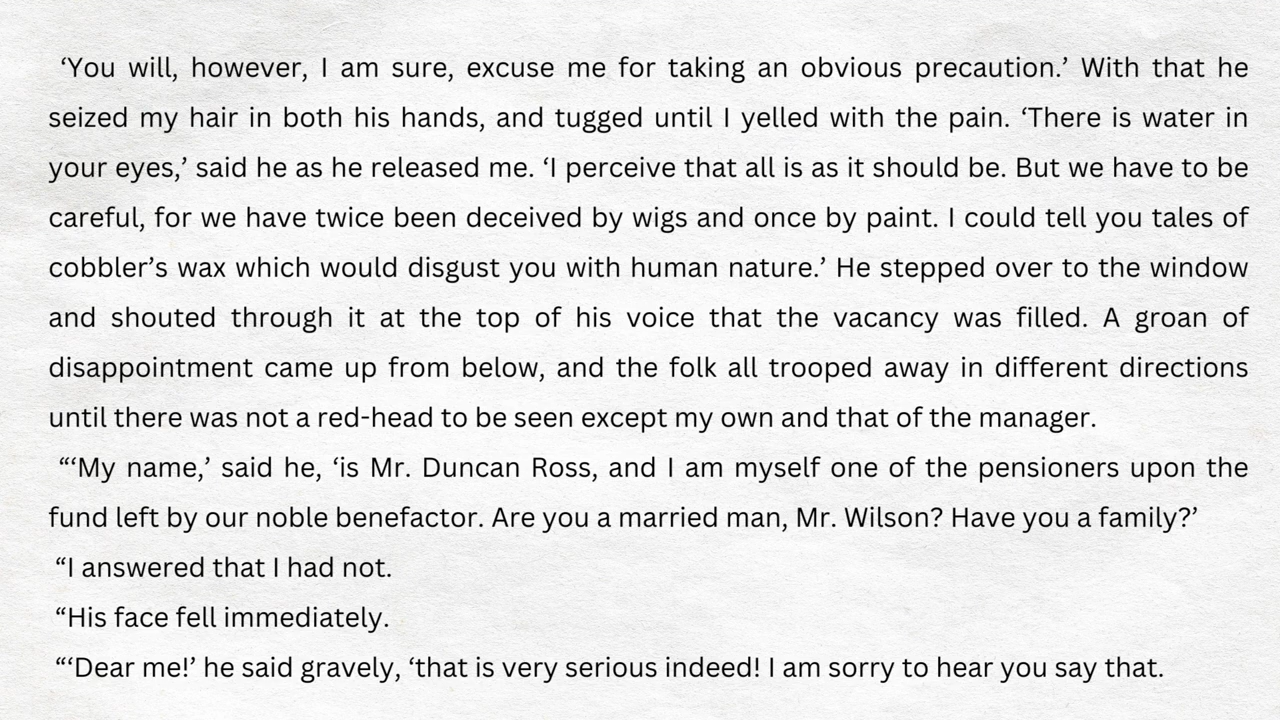 ‘You will, however, I am sure, excuse me for taking an obvious precaution.’ With that he
seized my hair in both his hands, and tugged until I yelled with the pain. ‘There is water in
your eyes,’ said he as he released me. ‘I perceive that all is as it should be. But we have to be
careful, for we have twice been deceived by wigs and once by paint. I could tell you tales of
cobbler’s wax which would disgust you with human nature.’ He stepped over to the window
and shouted through it at the top of his voice that the vacancy was filled. A groan of
disappointment came up from below, and the folk all trooped away in different directions
until there was not a red-head to be seen except my own and that of the manager.
“‘My name,’ said he, ‘is Mr. Duncan Ross, and I am myself one of the pensioners upon the
fund left by our noble benefactor. Are you a married man, Mr. Wilson? Have you a family?’
“I answered that I had not.
“His face fell immediately.
“‘Dear me!’ he said gravely, ‘that is very serious indeed! I am sorry to hear you say that.